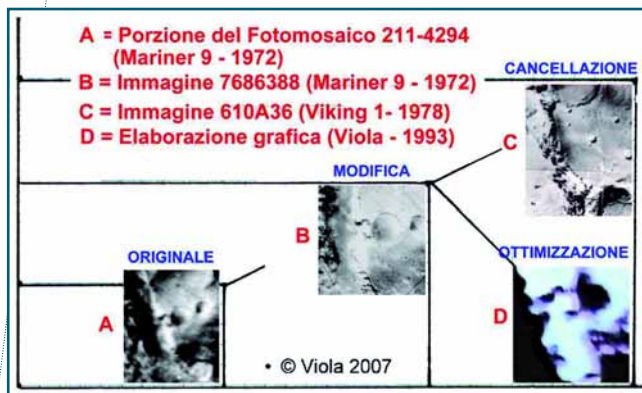 A = Porzione del Fotomosaico 211-4294
(Mariner 9 - 1972)
B = Immagine 7686388 (Mariner 9 - 1972)
C = Immagine 610A36 (Viking 1- 1978)
D = Elaborazione grafica (Viola - 1993)
CANCELLAZIONE
C
MODIFICA
B
ORIGINALE
A
OTTIMIZZAZIONE
D
• © Viola 2007